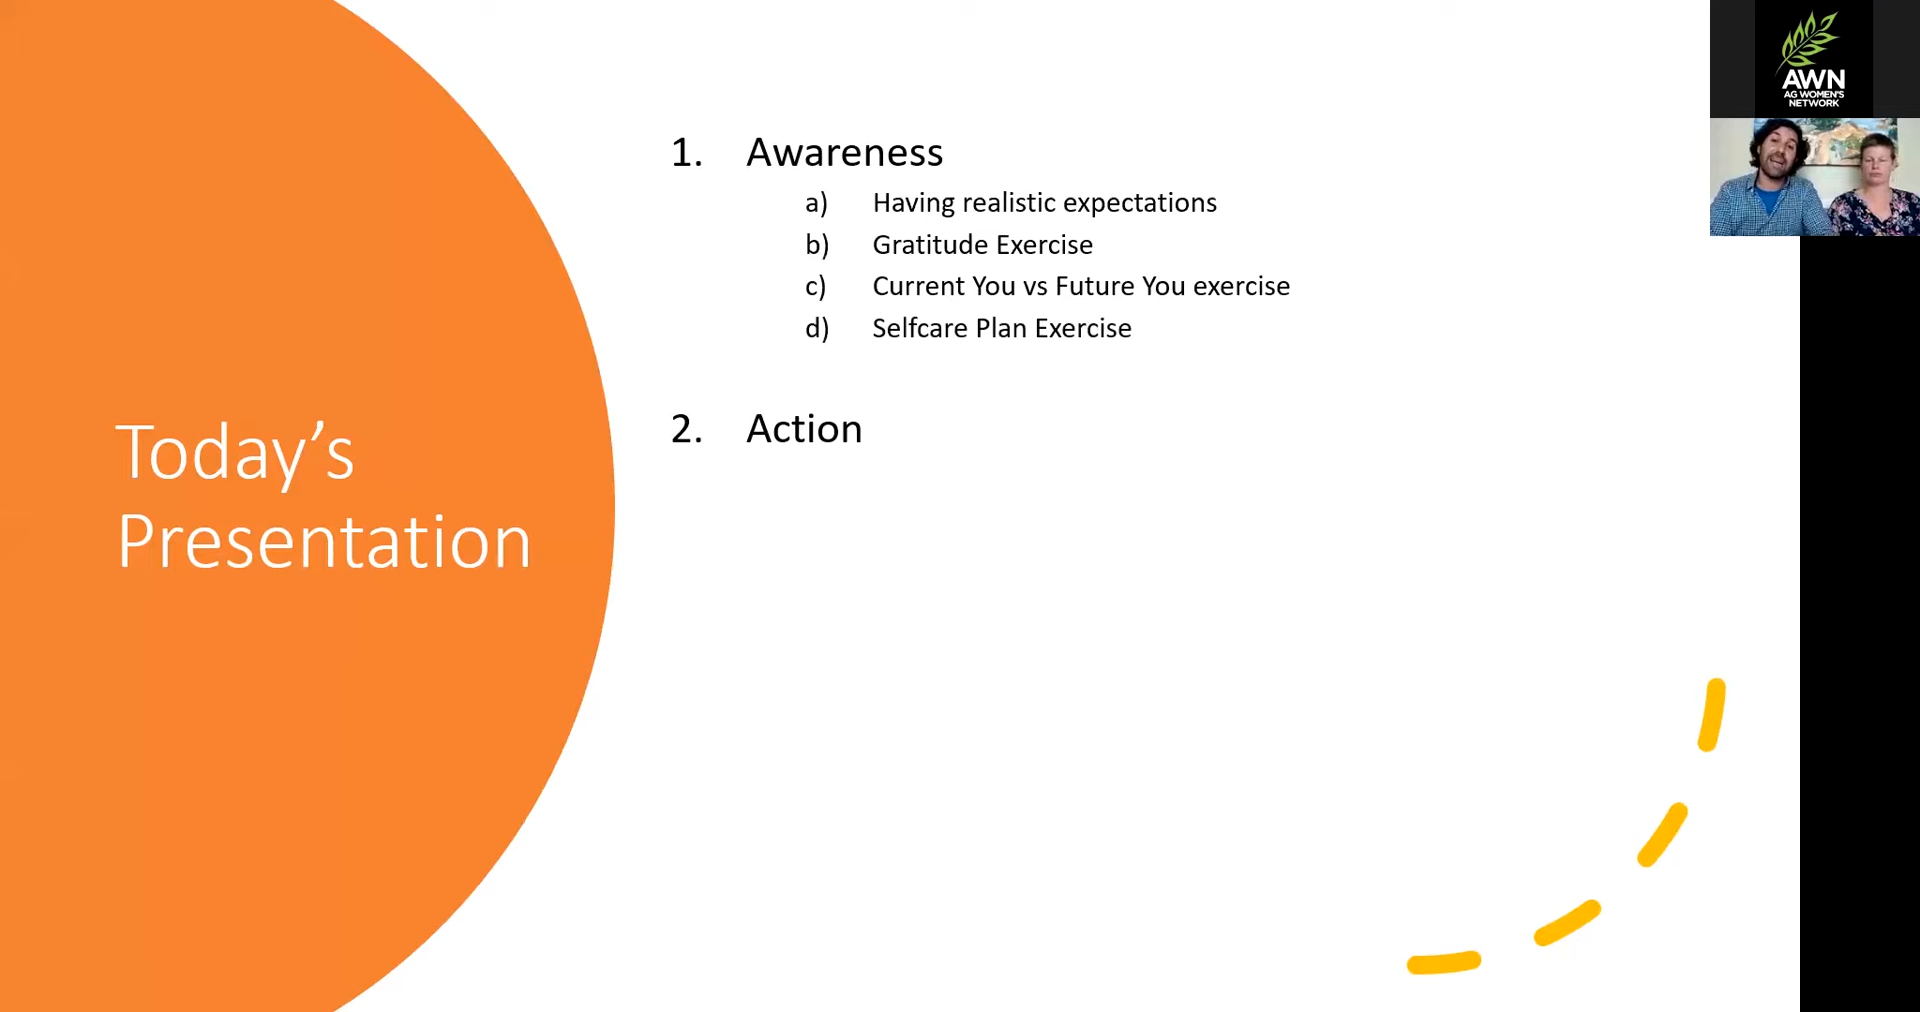 Today’s
Presentation
1. Awareness
a) Having realistic expectations
b) Gratitude Exercise
c) Current You vs Future You exercise
d) Selfcare Plan Exercise
2. Action
AWN
AG WOMEN'S
NETWORK